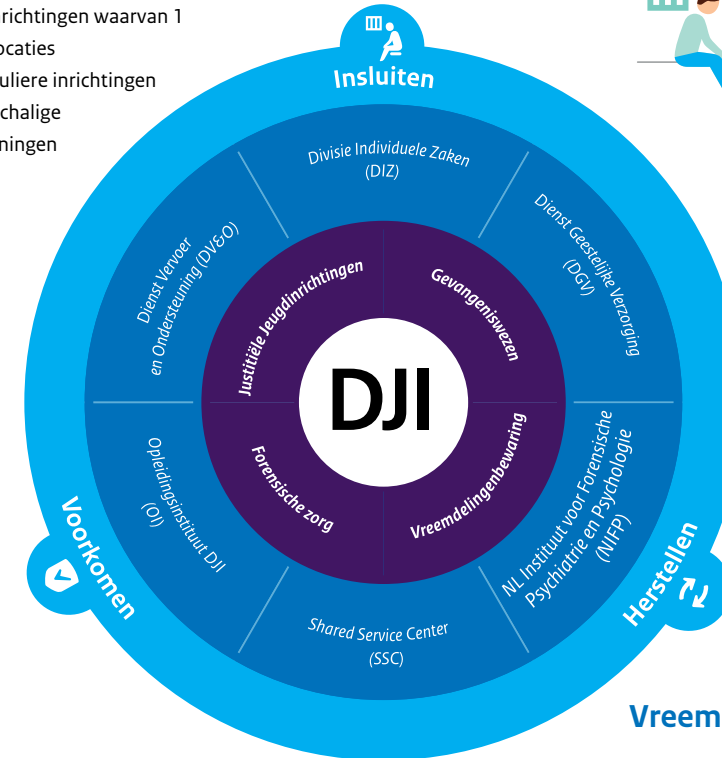 richtingen waarvan 1
ocaties
uliere inrichtingen
chalige
ningen
Insluiten
Divisie Individuele Zaken
(DIZ)
Dienst Vervoer
en Ondersteuning (DV&O)
Dienst Geestelijke Verzorging
(DGV)
Justitiële Jeugdinrichtingen
Gevangeniswezen
DJI
Forensische zorg
Vreemdelingenbewaring
Opleidingsinstituut DJI
(OI)
NL Instituut voor Forensische
Psychiatrie en Psychologie
(NIFP)
Shared Service Center
(SSC)
Voorkomen
Herstellen
Vreem